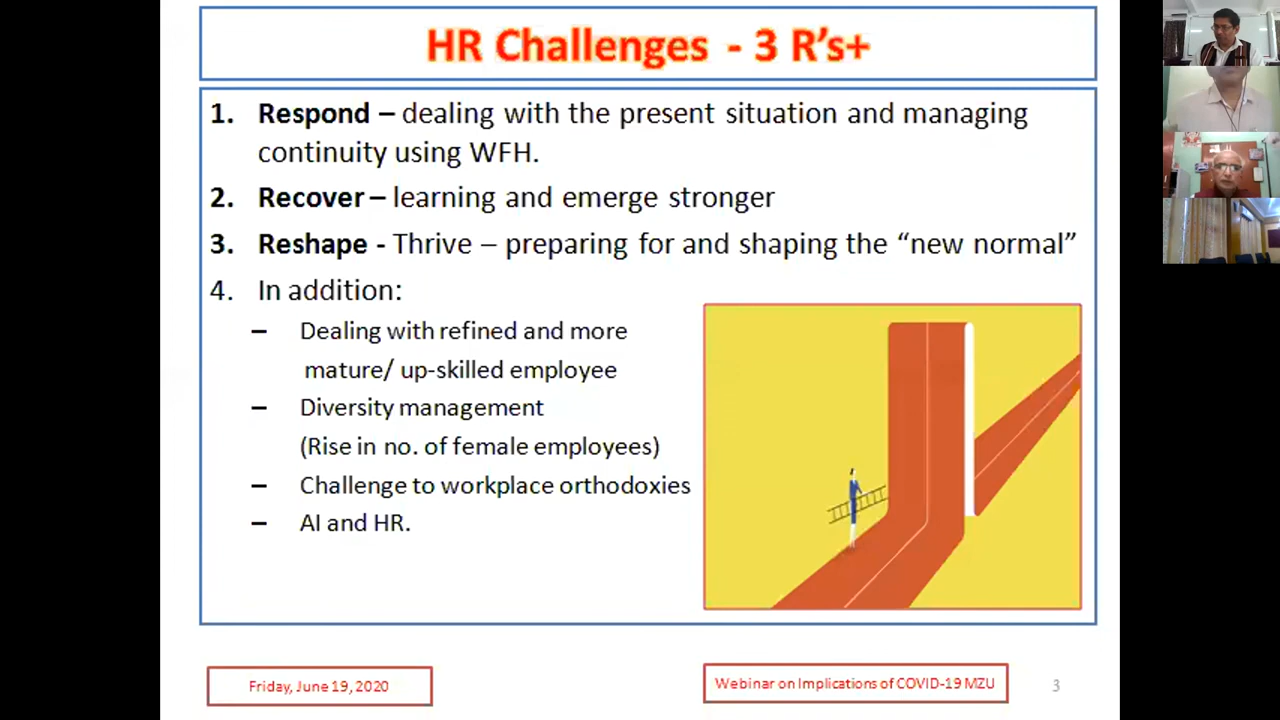 HR Challenges - 3 R’s+
1. Respond – dealing with the present situation and managing
continuity using WFH.
2. Recover – learning and emerge stronger
3. Reshape - Thrive – preparing for and shaping the “new normal”
4. In addition:
– Dealing with refined and more
mature/ up-skilled employee
– Diversity management
(Rise in no. of female employees)
– Challenge to workplace orthodoxies
– AI and HR.
Friday, June 19, 2020
Webinar on Implications of COVID-19 MZU
3